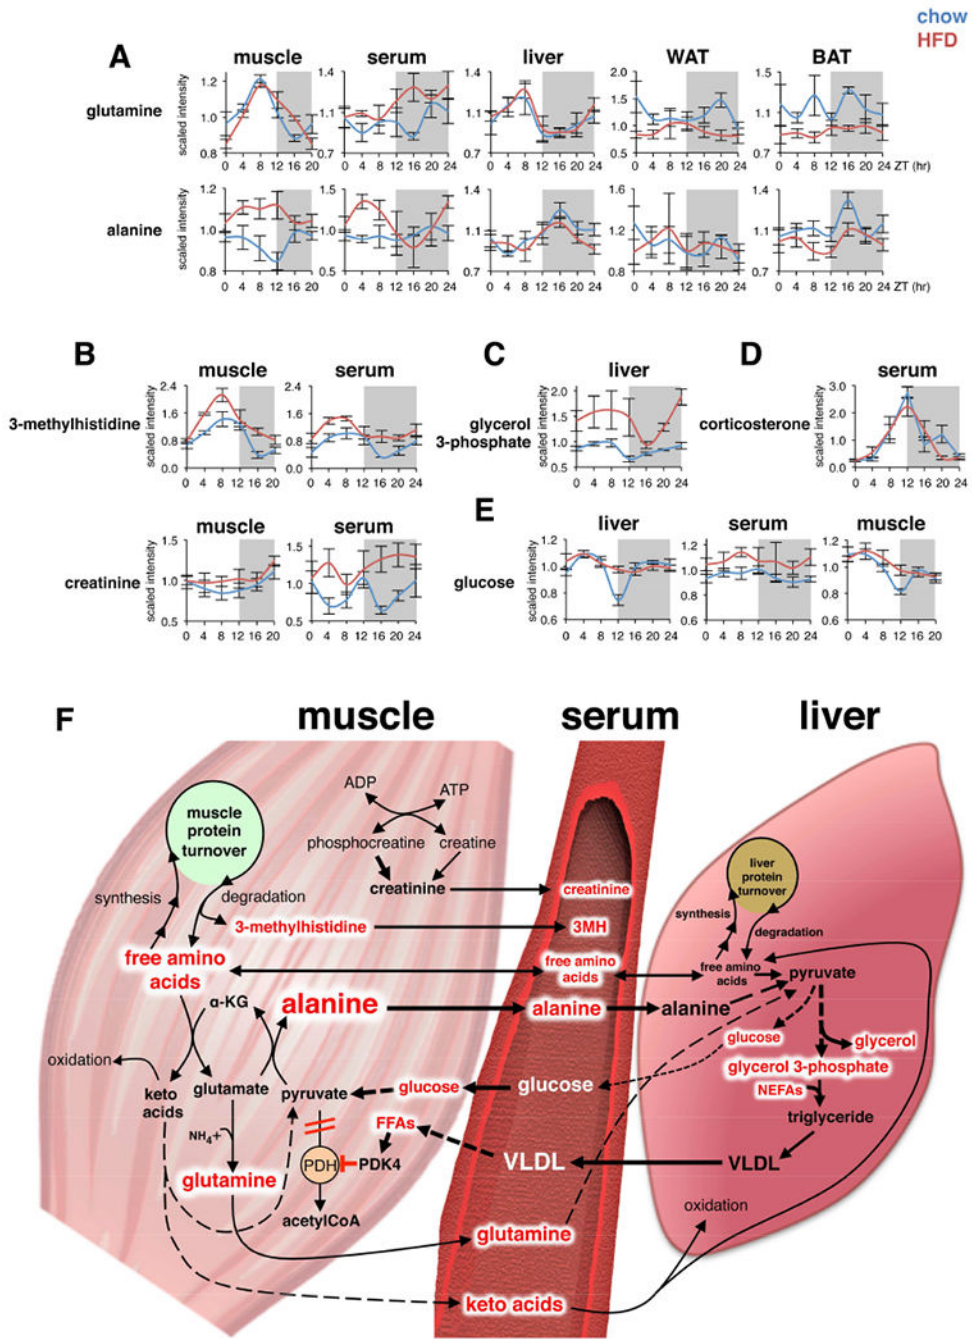 chow
HFD
A
muscle serum liver WAT BAT
glutamine
scaled intensity
1.2 1.0 0.8
1.4 1.1 0.7
1.4 1.1 0.7
2.0 1.5 1.0 0.5
1.5 1.1 0.7
0 4 8 12 16 20
0 4 8 12 16 20 24
0 4 8 12 16 20 24
0 4 8 12 16 20 24
0 4 8 12 16 20 24 ZT (hr)
alanine
scaled intensity
1.2 1.0 0.8
1.5 1.0 0.5
1.4 1.1 0.7
1.6 1.3 1.0 0.7
1.4 1.1 0.7
0 4 8 12 16 20
0 4 8 12 16 20 24
0 4 8 12 16 20 24
0 4 8 12 16 20 24
0 4 8 12 16 20 24 ZT (hr)
B
muscle serum
3-methylhistidine
scaled intensity
2.4 1.6 0.8 0.0
2.4 1.6 0.8 0.0
0 4 8 12 16 20
0 4 8 12 16 20 24
muscle serum
creatinine
scaled intensity
1.5 1.0 0.5
1.5 1.0 0.5
0 4 8 12 16 20
0 4 8 12 16 20 24
C
liver
glycerol
3-phosphate
scaled intensity
2.0 1.5 1.0 0.5
0 4 8 12 16 20 24
D
serum
corticosterone
scaled intensity
3.0 2.0 1.0 0.0
0 4 8 12 16 20 24
E
liver serum muscle
glucose
scaled intensity
1.2 1.0 0.8 0.6
1.2 1.0 0.8 0.6
1.2 1.0 0.8 0.6
0 4 8 12 16 20 24
0 4 8 12 16 20 24
0 4 8 12 16 20
F
muscle serum liver
muscle
protein
turnover
synthesis
degradation
ADP
ATP
phosphocreatine
creatine
creatinine
creatinine
3-methylhistidine
3MH
free amino
acids
free amino
acids
liver
protein
turnover
synthesis
degradation
free amino
acids
pyruvate
α-KG
alanine
alanine
alanine
oxidation
keto
acids
glutamate
pyruvate
glucose
glucose
glucose
glycerol
glycerol 3-phosphate
NEFAs
triglyceride
NH4+
FFAs
PDH
PDK4
VLDL
VLDL
glutamine
acetylCoA
oxidation
glutamine
keto acids